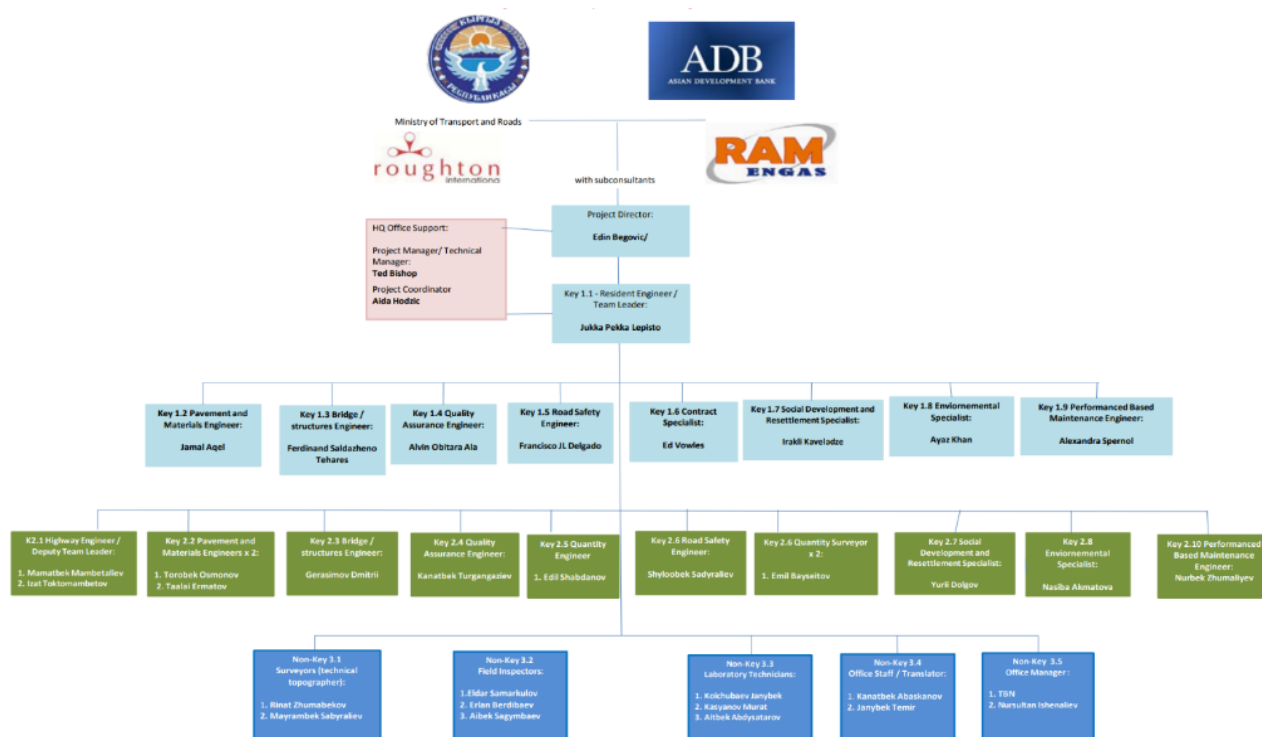 КЫРГЫЗ
РЕСПУБЛИКАСЫ
ADB
ASIAN DEVELOPMENT BANK
Ministry of Transport and Roads
roughton
international
RAM
ENGAS
with subconsultants
Project Director:
Edin Begovic/
HQ Office Support:
Project Manager/ Technical
Manager:
Ted Bishop
Project Coordinator
Aida Hodzic
Key 1.1 - Resident Engineer /
Team Leader:
Jukka Pekka Lepisto
Key 1.2 Pavement and
Materials Engineer:
Jamal Aqel
Key 1.3 Bridge /
structures Engineer:
Ferdinand Saldazheno
Tehares
Key 1.4 Quality
Assurance Engineer:
Alvin Obitara Ala
Key 1.5 Road Safety
Engineer:
Francisco JL Delgado
Key 1.6 Contract
Specialist:
Ed Vowles
Key 1.7 Social Development and
Resettlement Specialist:
Irakli Kaveladze
Key 1.8 Enviornemental
Specialist:
Ayaz Khan
Key 1.9 Performanced Based
Maintenance Engineer:
Alexandra Spernol
K2.1 Highway Engineer /
Deputy Team Leader:
1. Mamatbek Mambetaliev
2. Izat Toktomambetov
Key 2.2 Pavement and
Materials Engineers x 2:
1. Torobek Osmonov
2. Taalai Ermatov
Key 2.3 Bridge /
structures Engineer:
Gerasimov Dmitrii
Key 2.4 Quality
Assurance Engineer:
Kanatbek Turgangaziev
Key 2.5 Quantity
Engineer
1. Edil Shabdanov
Key 2.6 Road Safety
Engineer:
Shyloobek Sadyraliev
Key 2.6 Quantity Surveyor
x 2:
1. Emil Bayseitov
Key 2.7 Social
Development and
Resettlement Specialist:
Yurii Dolgov
Key 2.8
Enviornemental
Specialist:
Nasiba Akmatova
Key 2.10 Performanced
Based Maintenance
Engineer:
Nurbek Zhumaliyev
Non-Key 3.1
Surveyors (technical
topographer):
1. Rinat Zhumabekov
2. Mayrambek Sabyraliev
Non-Key 3.2
Field Inspectors:
1.Eldar Samarkulov
2. Erlan Berdibaev
3. Aibek Sagymbaev
Non-Key 3.3
Laboratory Technicians:
1. Koichubaev Janybek
2. Kasyanov Murat
3. Aitbek Abdysatarov
Non-Key 3.4
Office Staff / Translator:
1. Kanatbek Abaskanov
2. Janybek Temir
Non-Key 3.5
Office Manager:
1. TBN
2. Nursultan Ishenaliev